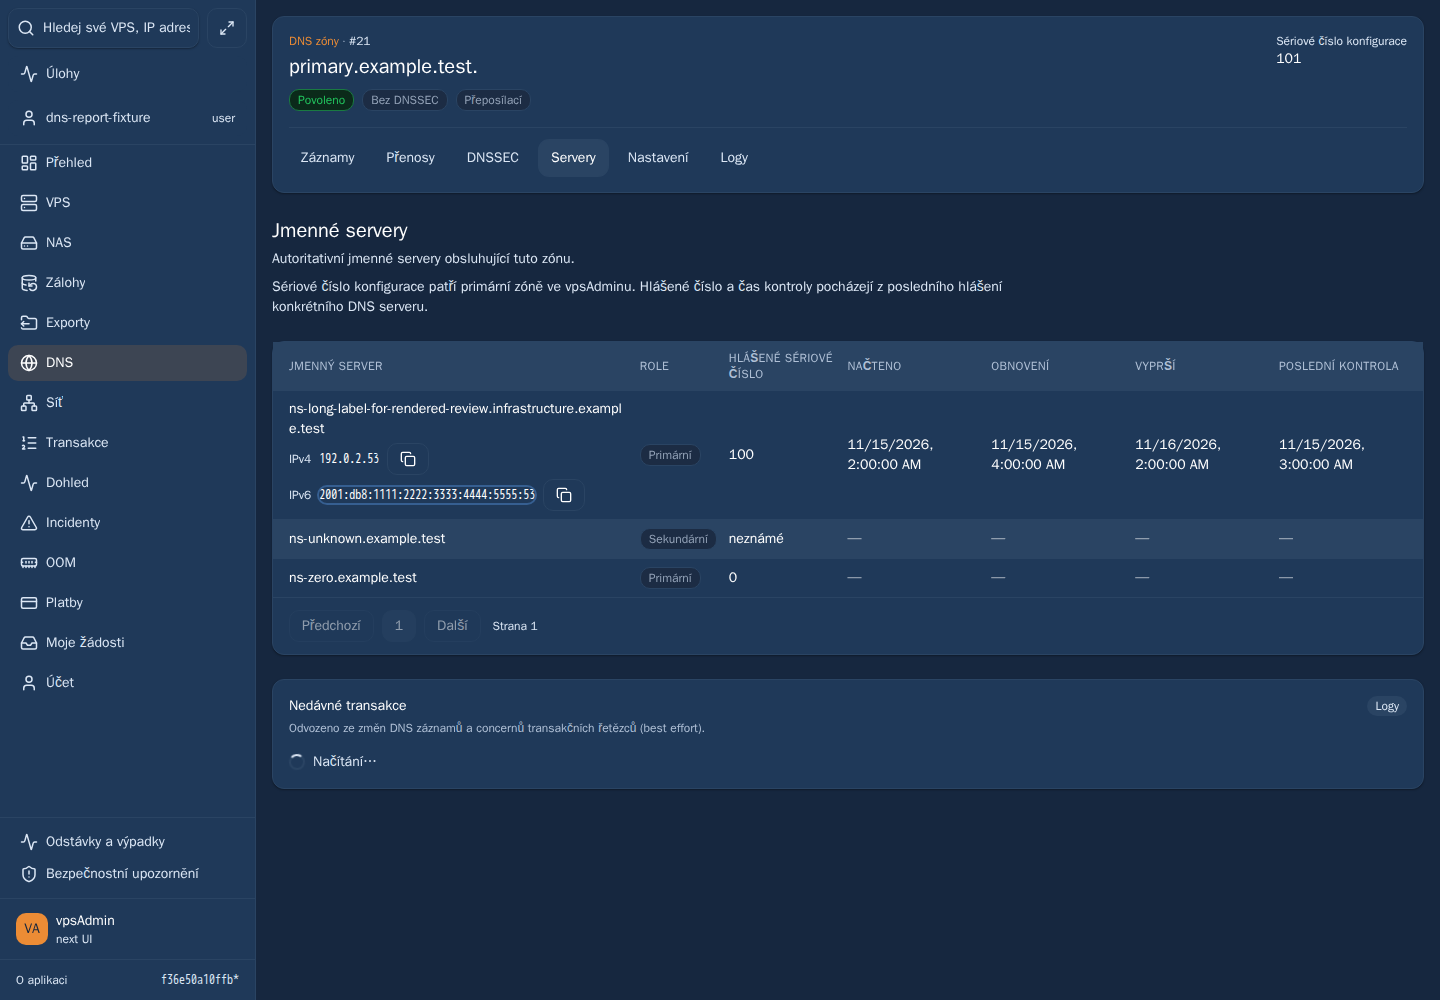 Hledej své VPS, IP adres
Úlohy
dns-report-fixture user
Přehled
VPS
NAS
Zálohy
Exporty
DNS
Síť
Transakce
Dohled
Incidenty
OOM
Platby
Moje žádosti
Účet
Odstávky a výpadky
Bezpečnostní upozornění
VA
vpsAdmin
next UI
O aplikaci f36e50a10ffb*
DNS zóny · #21
primary.example.test.
Povoleno Bez DNSSEC Přeposílací
Sériové číslo konfigurace
101
Záznamy Přenosy DNSSEC Servery Nastavení Logy
Jmenné servery
Autoritativní jmenné servery obsluhující tuto zónu.
Sériové číslo konfigurace patří primární zóně ve vpsAdminu. Hlášené číslo a čas kontroly pocházejí z posledního hlášení
konkrétního DNS serveru.
JMENNÝ SERVER ROLE HLÁŠENÉ SÉRIOVÉ ČÍSLO NAČTENO OBNOVENÍ VYPRŠÍ POSLEDNÍ KONTROLA
ns-long-label-for-rendered-review.infrastructure.exampl
e.test
IPv4 192.0.2.53
IPv6 2001:db8:1111:2222:3333:4444:5555:53
Primární 100 11/15/2026, 2:00:00 AM 11/15/2026, 4:00:00 AM 11/16/2026, 2:00:00 AM 11/15/2026, 3:00:00 AM
ns-unknown.example.test Sekundární neznámé — — — —
ns-zero.example.test Primární 0 — — — —
Předchozí 1 Další Strana 1
Nedávné transakce Logy
Odvozeno ze změn DNS záznamů a concernů transakčních řetězců (best effort).
Načítání…